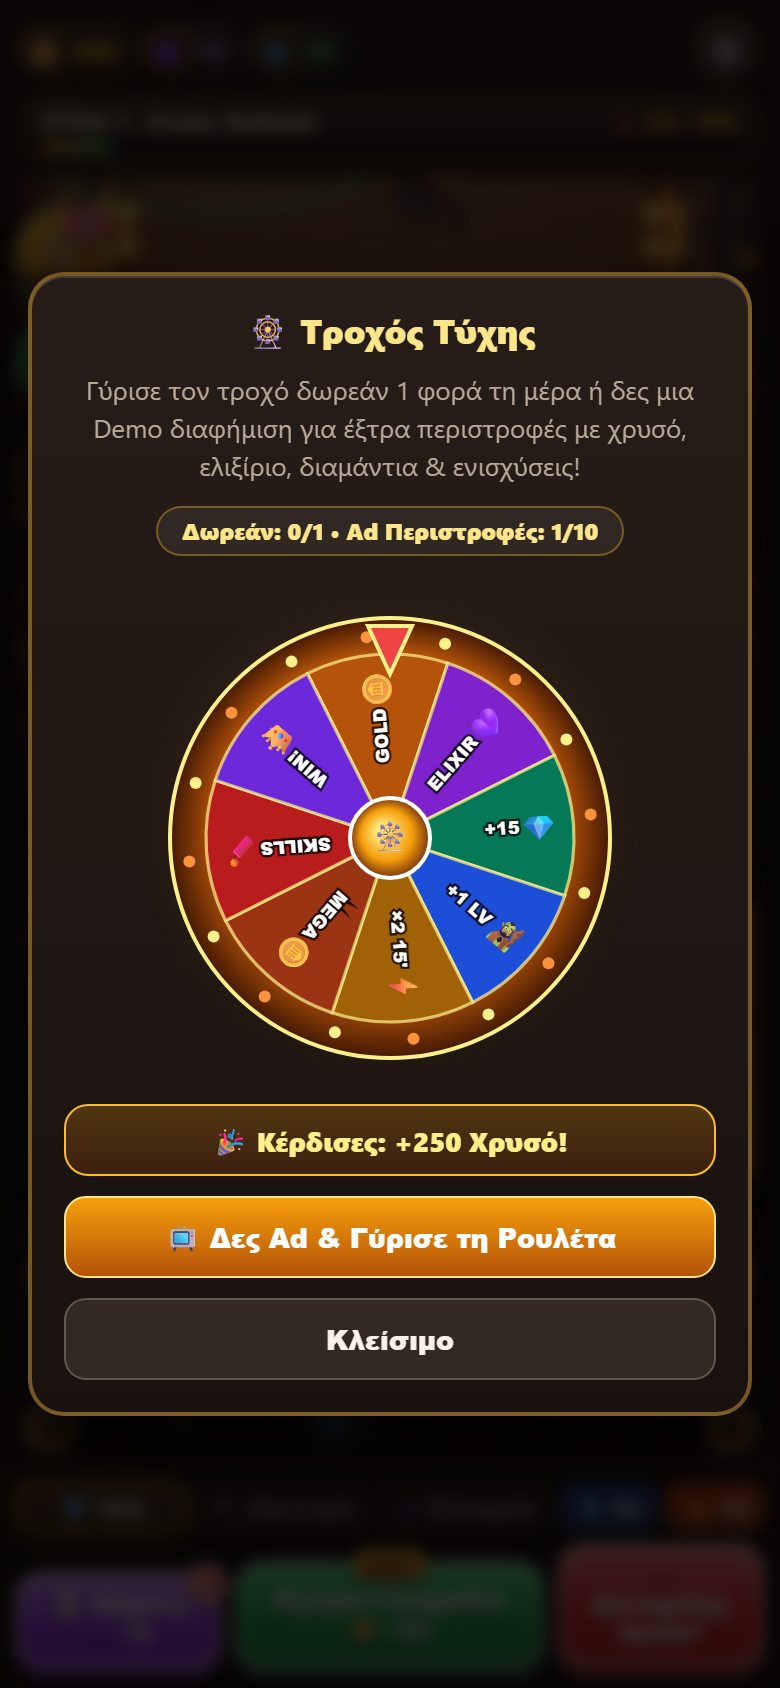 Τροχός Τύχης
Γύρισε τον τροχό δωρεάν 1 φορά τη μέρα ή δες μια
Demo διαφήμιση για έξτρα περιστροφές με χρυσό,
ελιξίριο, διαμάντια & ενισχύσεις!
Δωρεάν: 0/1 • Ad Περιστροφές: 1/10
GOLD
ELIXIR
+15
+1 LV
×2 15'
MEGA
SKILLS
WIN!
Κέρδισες: +250 Χρυσό!
Δες Ad & Γύρισε τη Ρουλέτα
Κλείσιμο